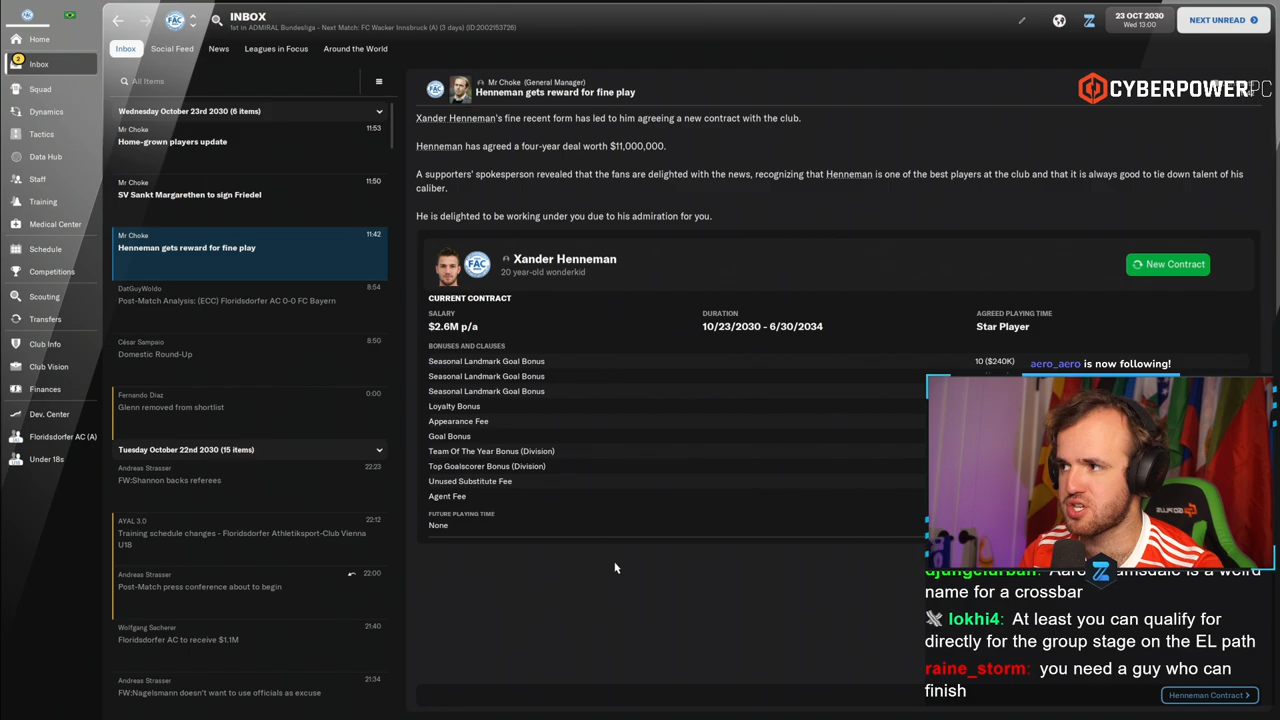 INBOX
1st in ADMIRAL Bundesliga - Next Match: FC Wacker Innsbruck (A) (3 days) (ID:2002153726)
23 OCT 2030
Wed 13:00
NEXT UNREAD
Home
2
Inbox
Squad
Dynamics
Tactics
Data Hub
Staff
Training
Medical Center
Schedule
Competitions
Scouting
Transfers
Club Info
Club Vision
Finances
Dev. Center
Floridsdorfer AC (A)
Under 18s
Inbox
Social Feed
News
Leagues in Focus
Around the World
All Items
Wednesday October 23rd 2030 (6 items)
Mr Choke
11:53
Home-grown players update
Mr Choke
11:50
SV Sankt Margarethen to sign Friedel
Mr Choke
11:42
Henneman gets reward for fine play
DatGuyWoldo
8:54
Post-Match Analysis: (ECC) Floridsdorfer AC 0-0 FC Bayern
César Sampaio
8:50
Domestic Round-Up
Fernando Diaz
0:00
Glenn removed from shortlist
Tuesday October 22nd 2030 (15 items)
Andreas Strasser
22:23
FW:Shannon backs referees
AYAL 3.0
22:12
Training schedule changes - Floridsdorfer Athletiksport-Club Vienna
U18
Andreas Strasser
22:00
Post-Match press conference about to begin
Wolfgang Sacherer
21:40
Floridsdorfer AC to receive $1.1M
Andreas Strasser
21:34
FW:Nagelsmann doesn't want to use officials as excuse
Mr Choke (General Manager)
Henneman gets reward for fine play
CYBERPOWERPC
Xander Henneman's fine recent form has led to him agreeing a new contract with the club.
Henneman has agreed a four-year deal worth $11,000,000.
A supporters' spokesperson revealed that the fans are delighted with the news, recognizing that Henneman is one of the best players at the club and that it is always good to tie down talent of his
caliber.
He is delighted to be working under you due to his admiration for you.
FAC
Xander Henneman
20 year-old wonderkid
New Contract
CURRENT CONTRACT
SALARY
$2.6M p/a
DURATION
10/23/2030 - 6/30/2034
AGREED PLAYING TIME
Star Player
BONUSES AND CLAUSES
Seasonal Landmark Goal Bonus
10 ($240K)
Seasonal Landmark Goal Bonus
Seasonal Landmark Goal Bonus
Loyalty Bonus
Appearance Fee
Goal Bonus
Team Of The Year Bonus (Division)
Top Goalscorer Bonus (Division)
Unused Substitute Fee
Agent Fee
FUTURE PLAYING TIME
None
aero_aero is now following!
name for a crossbar
lokhi4: At least you can qualify for
directly for the group stage on the EL path
raine_storm: you need a guy who can
finish
Henneman Contract >